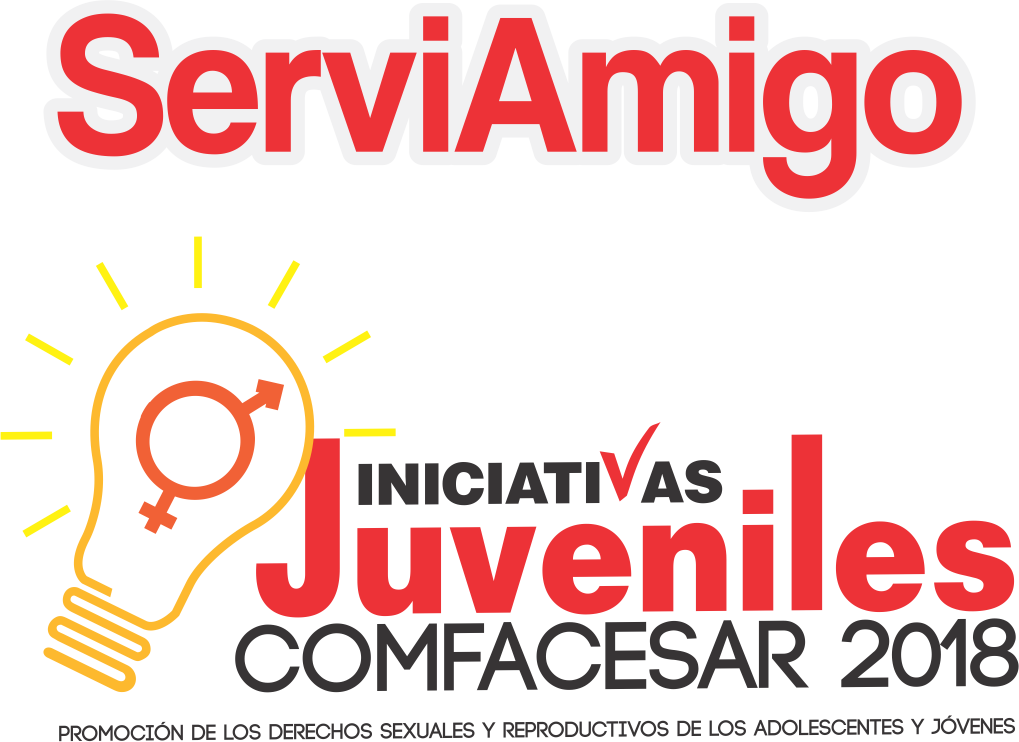 ServiAmigo
INICIATIVAS
Juveniles
COMFACESAR 2018
PROMOCIÓN DE LOS DERECHOS SEXUALES Y REPRODUCTIVOS DE LOS ADOLESCENTES Y JÓVENES